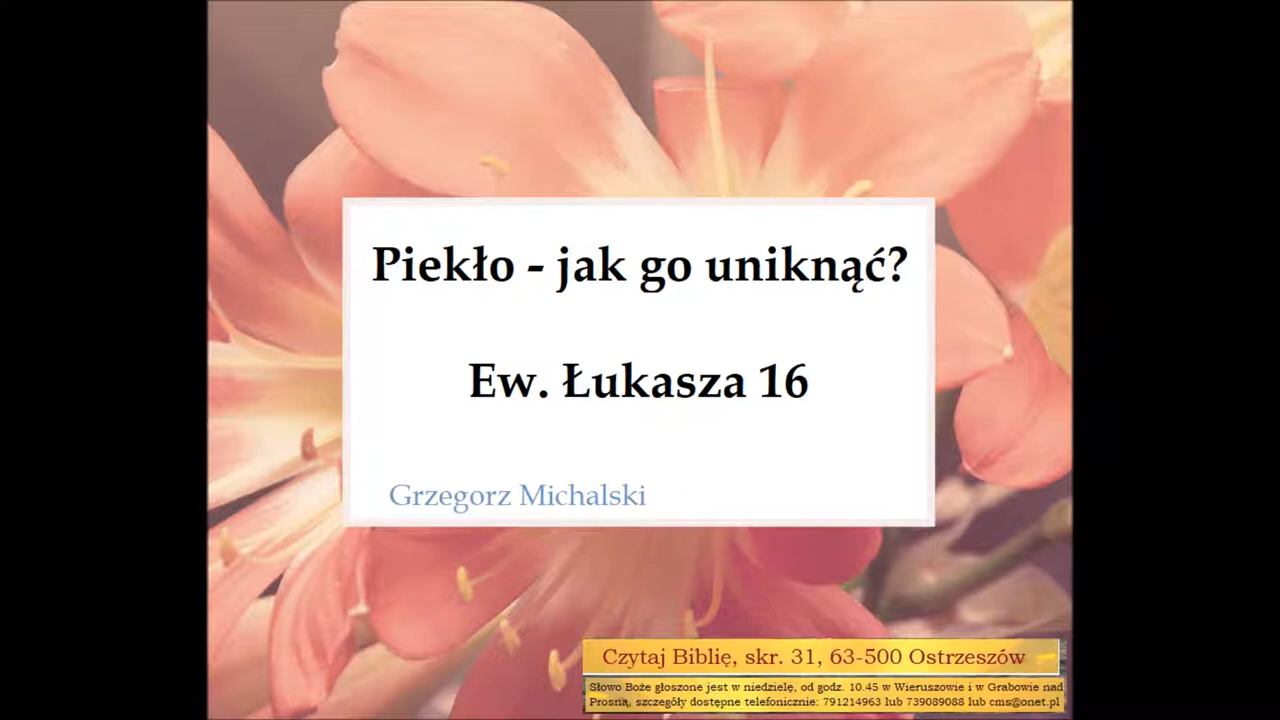 Piekło - jak go uniknąć?
Ew. Łukasza 16
Grzegorz Michalski
Czytaj Biblię, skr. 31, 63-500 Ostrzeszów
Słowo Boże głoszone jest w niedzielę, od godz. 10.45 w Wieruszowie i w Grabowie nad
Prosną, szczegóły dostępne telefonicznie: 791214963 lub 739089088 lub cms@onet.pl